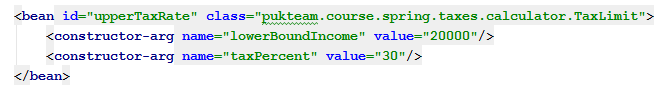 <bean id="upperTaxRate" class="pukteam.course.spring.taxes.calculator.TaxLimit">
    <constructor-arg name="lowerBoundIncome" value="20000"/>
    <constructor-arg name="taxPercent" value="30"/>
</bean>